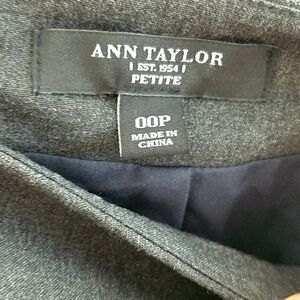 ANN TAYLOR
EST. 1954
PETITE
00P
MADE IN
CHINA